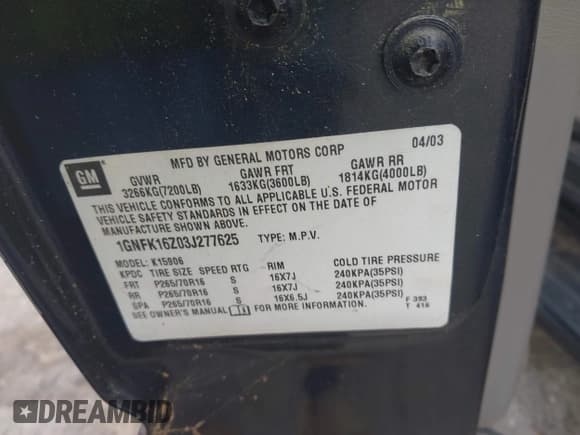 MFD BY GENERAL MOTORS CORP 04/03
GM
GVWR GAWR FRT GAWR RR
3266KG(7200LB) 1633KG(3600LB) 1814KG(4000LB)
THIS VEHICLE CONFORMS TO ALL APPLICABLE U.S. FEDERAL MOTOR
VEHICLE SAFETY STANDARDS IN EFFECT ON THE DATE OF
MANUFACTURE SHOWN ABOVE.
1GNFK16Z03J277625 TYPE: M.P.V.
MODEL: K15906
KPDC TIRE SIZE SPEED RTG RIM COLD TIRE PRESSURE
FRT P265/70R16 S 16X7J 240KPA(35PSI)
RR P265/70R16 S 16X7J 240KPA(35PSI)
SPA P265/70R16 S 16X6.5J 240KPA(35PSI)
SEE OWNER'S MANUAL FOR MORE INFORMATION. F 393
T 416
DREAMBID